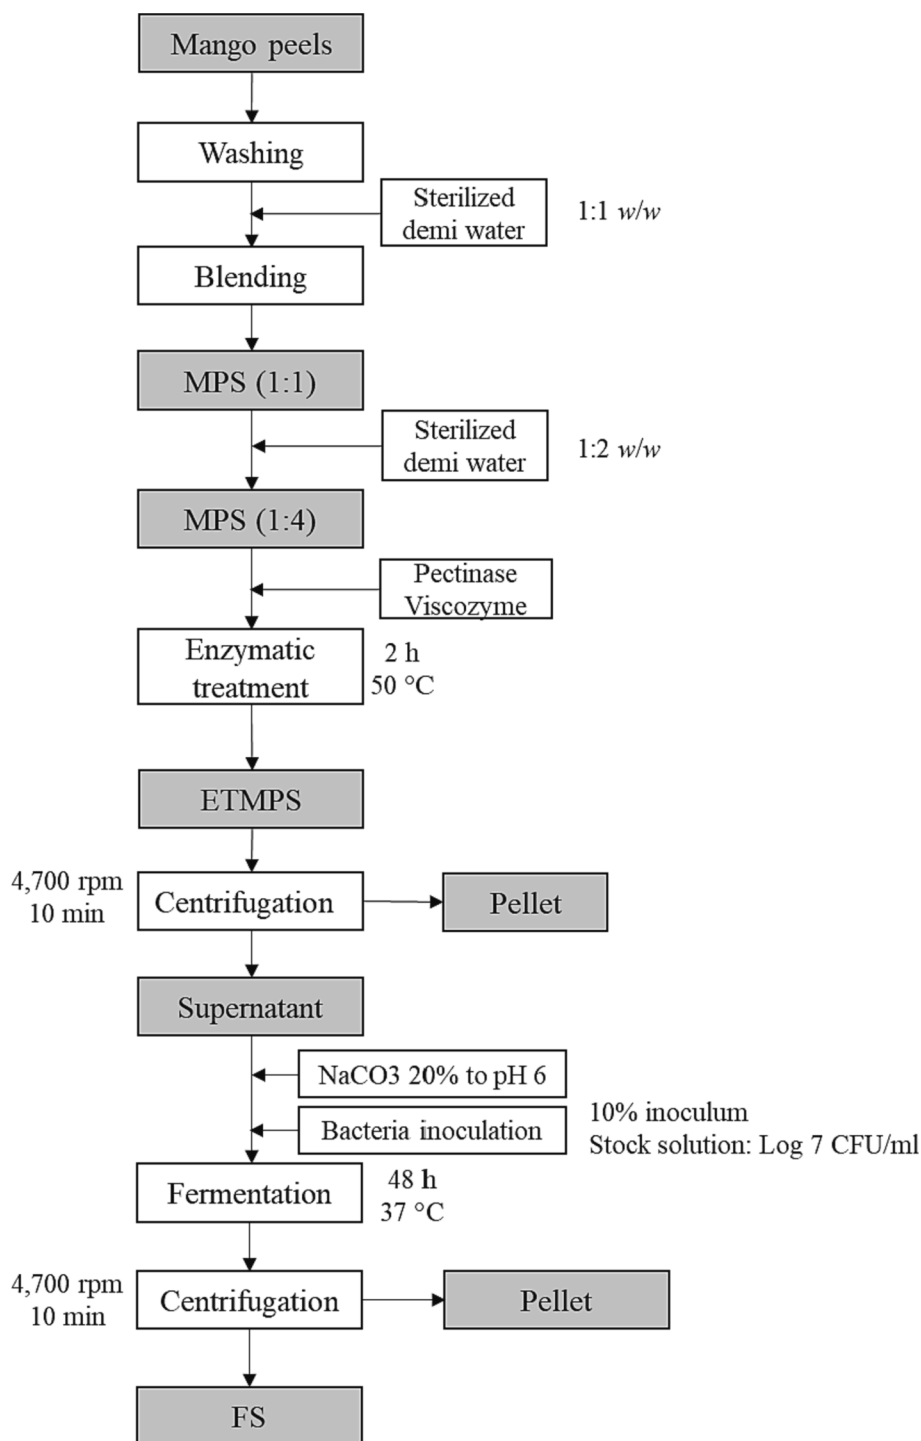 Mango peels
Washing
Sterilized
demi water
1:1 w/w
Blending
MPS (1:1)
Sterilized
demi water
1:2 w/w
MPS (1:4)
Pectinase
Viscozyme
Enzymatic
treatment
2 h
50 °C
ETMPS
4,700 rpm
10 min
Centrifugation
Pellet
Supernatant
NaCO3 20% to pH 6
Bacteria inoculation
10% inoculum
Stock solution: Log 7 CFU/ml
Fermentation
48 h
37 °C
4,700 rpm
10 min
Centrifugation
Pellet
FS